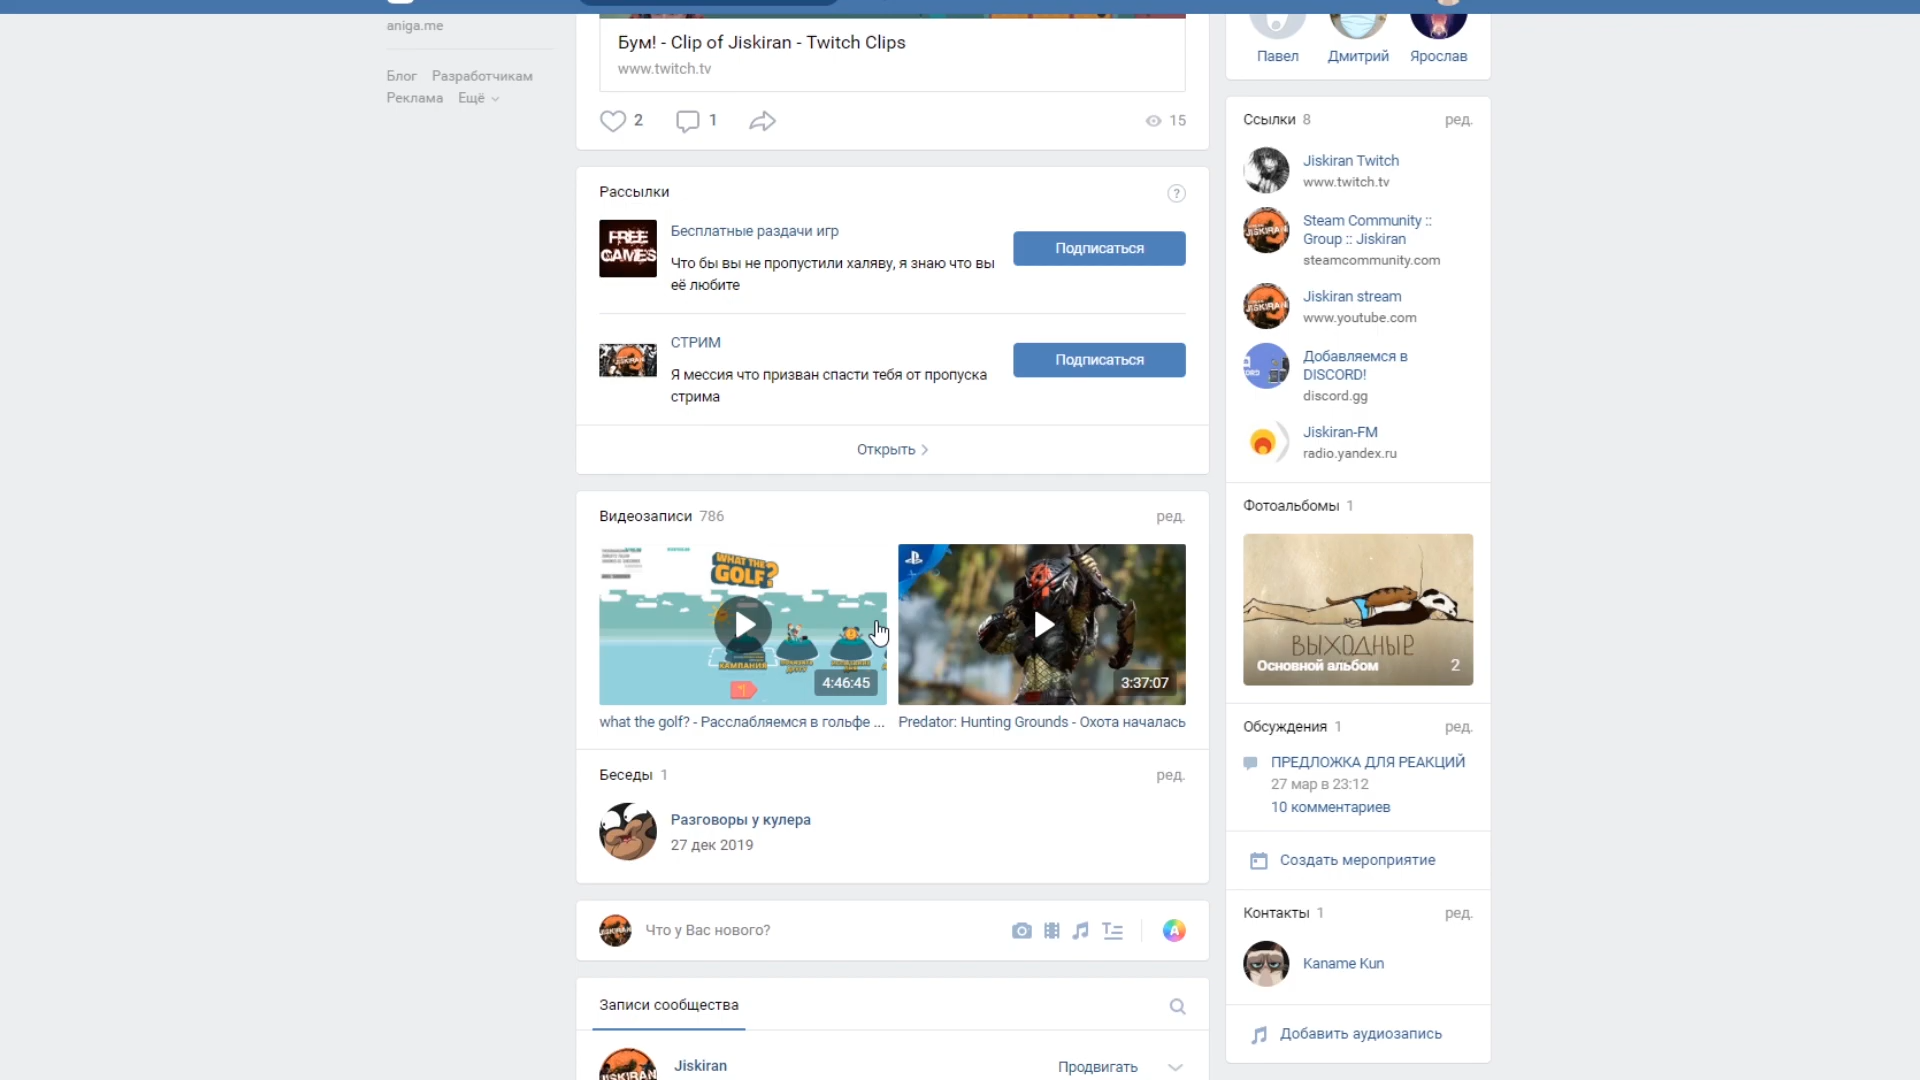 aniga.me
Блог Разработчикам
Реклама Ещё
Бум! - Clip of Jiskiran - Twitch Clips
www.twitch.tv
2 1 15
Рассылки ?
FREE
GAMES
Бесплатные раздачи игр
Что бы вы не пропустили халяву, я знаю что вы
её любите
Подписаться
СТРИМ
Я мессия что призван спасти тебя от пропуска
стрима
Подписаться
Открыть
Видеозаписи 786 ред.
WHAT THE
GOLF?
КАМПАНИЯ
4:46:45
3:37:07
what the golf? - Расслабляемся в гольфе ...
Predator: Hunting Grounds - Охота началась
Беседы 1 ред.
Разговоры у кулера
27 дек 2019
Что у Вас нового?
Записи сообщества
JISKIRAN
Jiskiran
Продвигать
Павел Дмитрий Ярослав
Ссылки 8 ред.
Jiskiran Twitch
www.twitch.tv
JISKIRAN
Steam Community ::
Group :: Jiskiran
steamcommunity.com
JISKIRAN
Jiskiran stream
www.youtube.com
Добавляемся в
DISCORD!
discord.gg
Jiskiran-FM
radio.yandex.ru
Фотоальбомы 1
ВЫХОДНЫЕ
Основной альбом 2
Обсуждения 1 ред.
ПРЕДЛОЖКА ДЛЯ РЕАКЦИЙ
27 мар в 23:12
10 комментариев
Создать мероприятие
Контакты 1 ред.
Kaname Kun
Добавить аудиозапись